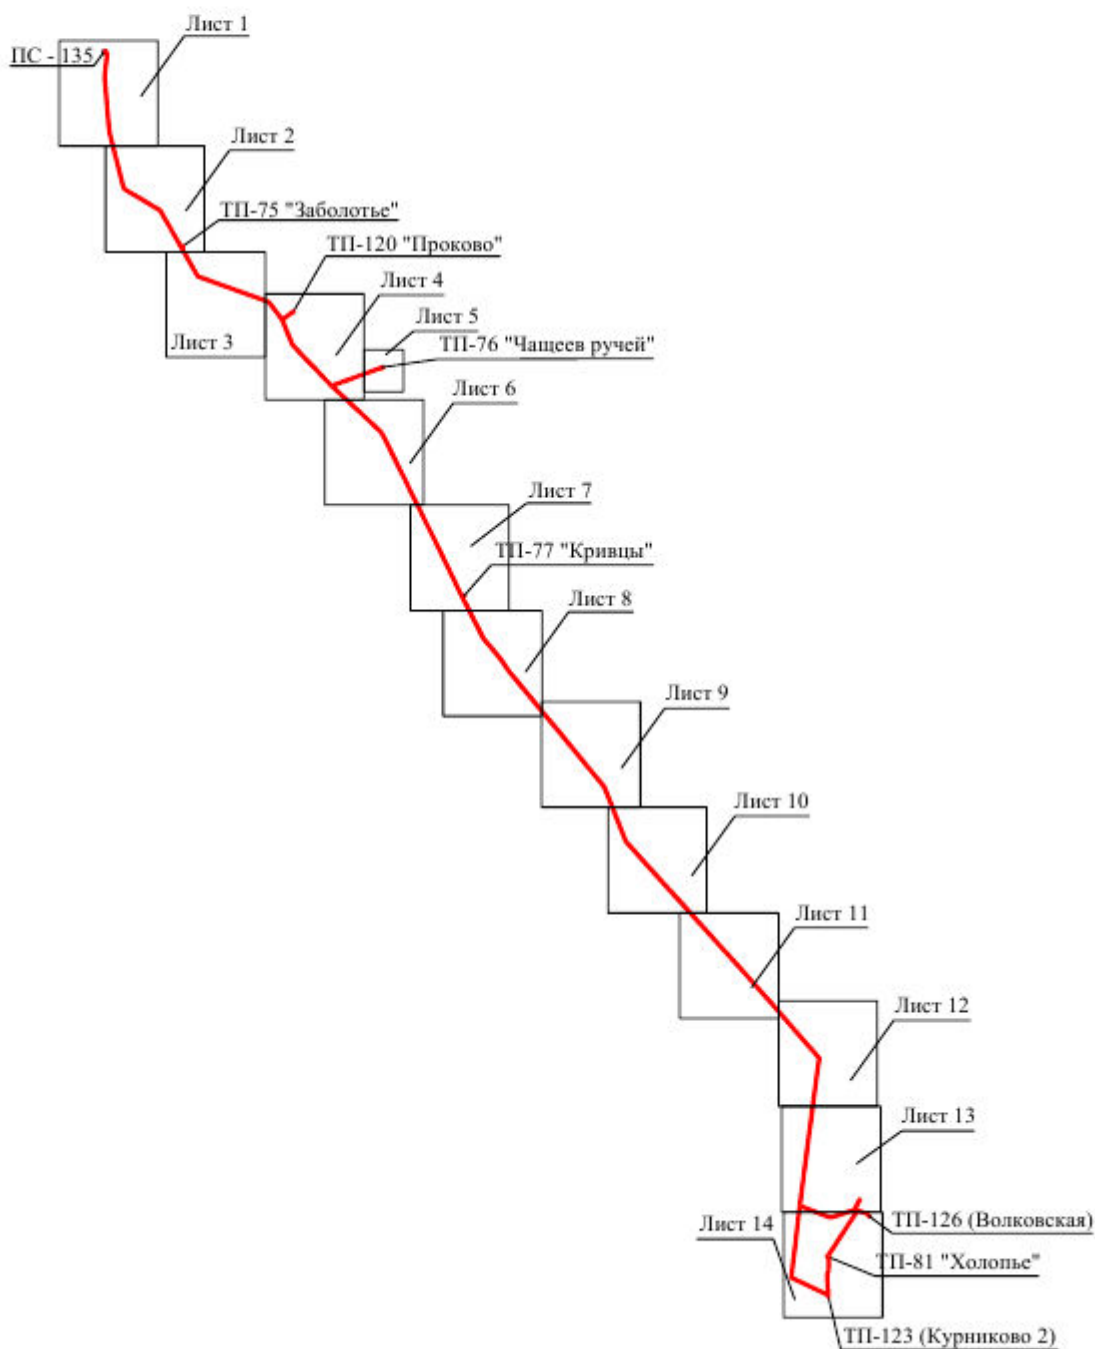 Лист 1
ПС - 135
Лист 2
ТП-75 "Заболотье"
ТП-120 "Проково"
Лист 4
Лист 5
Лист 3
ТП-76 "Чащеев ручей"
Лист 6
Лист 7
ТП-77 "Кривцы"
Лист 8
Лист 9
Лист 10
Лист 11
Лист 12
Лист 13
Лист 14
ТП-126 (Волковская)
ТП-81 "Холопье"
ТП-123 (Курниково 2)